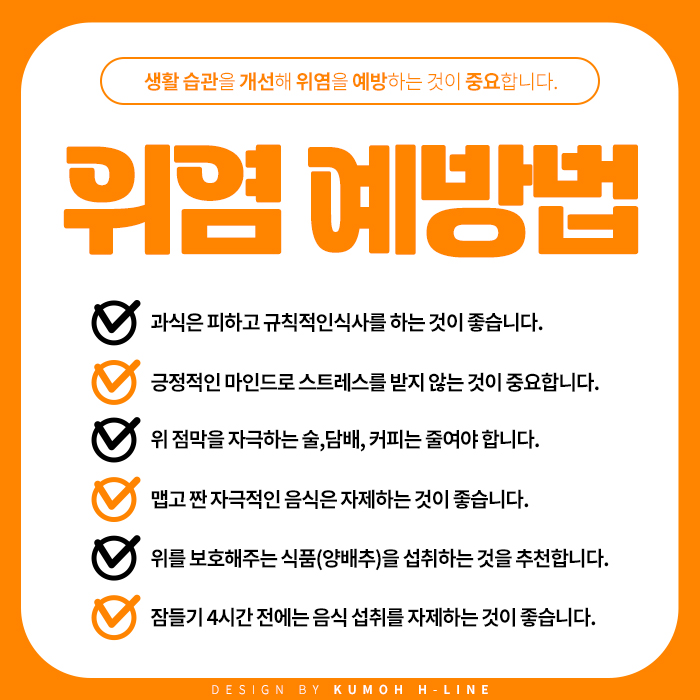 생활 습관을 개선해 위염을 예방하는 것이 중요합니다.
위염 예방법
과식은 피하고 규칙적인식사를 하는 것이 좋습니다.
긍정적인 마인드로 스트레스를 받지 않는 것이 중요합니다.
위 점막을 자극하는 술,담배, 커피는 줄여야 합니다.
맵고 짠 자극적인 음식은 자제하는 것이 좋습니다.
위를 보호해주는 식품(양배추)을 섭취하는 것을 추천합니다.
잠들기 4시간 전에는 음식 섭취를 자제하는 것이 좋습니다.
DESIGN BY KUMOH H-LINE